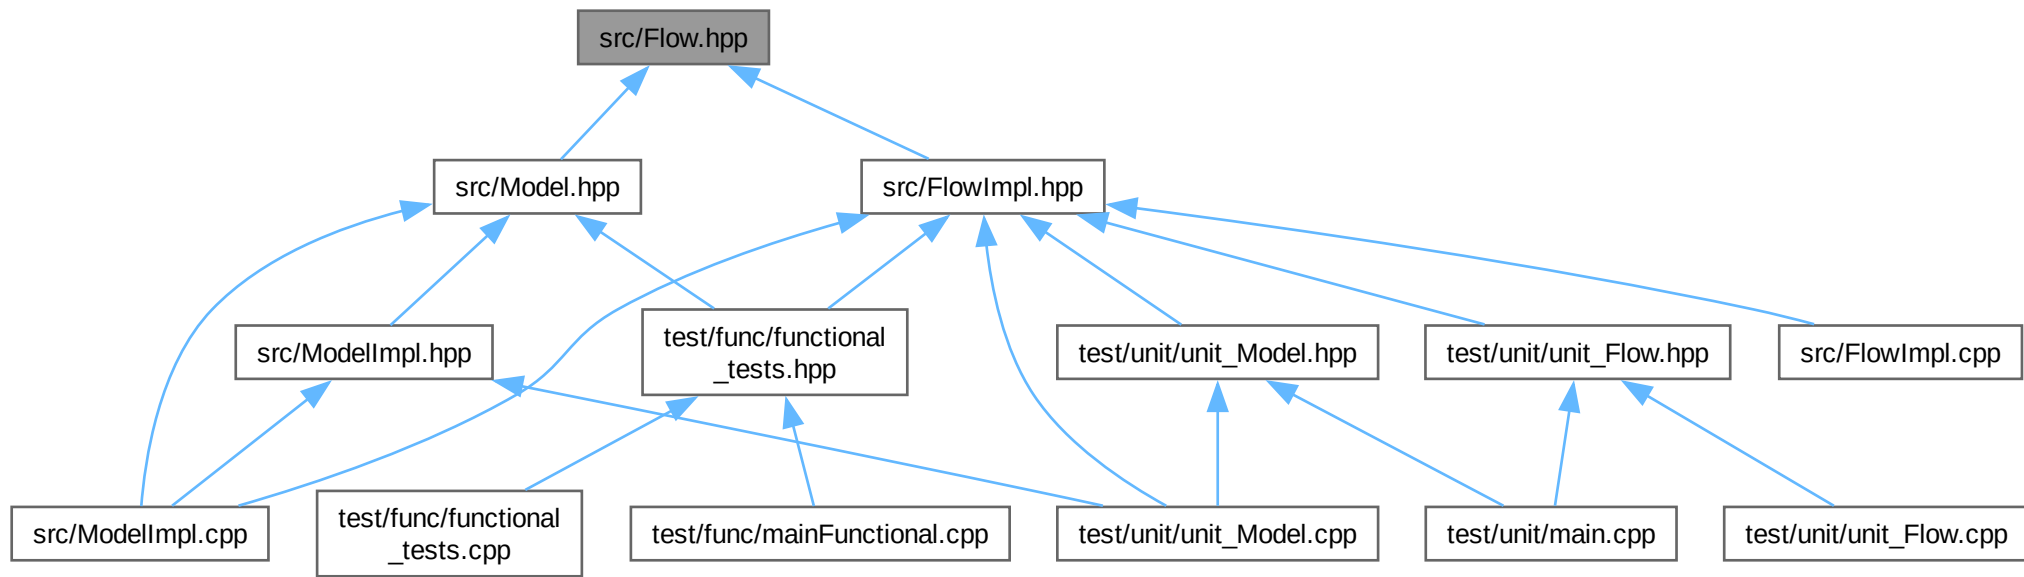 src/Flow.hpp
src/Model.hpp
src/FlowImpl.hpp
src/ModelImpl.hpp
test/func/functional
_tests.hpp
test/unit/unit_Model.hpp
test/unit/unit_Flow.hpp
src/FlowImpl.cpp
src/ModelImpl.cpp
test/func/functional
_tests.cpp
test/func/mainFunctional.cpp
test/unit/unit_Model.cpp
test/unit/main.cpp
test/unit/unit_Flow.cpp